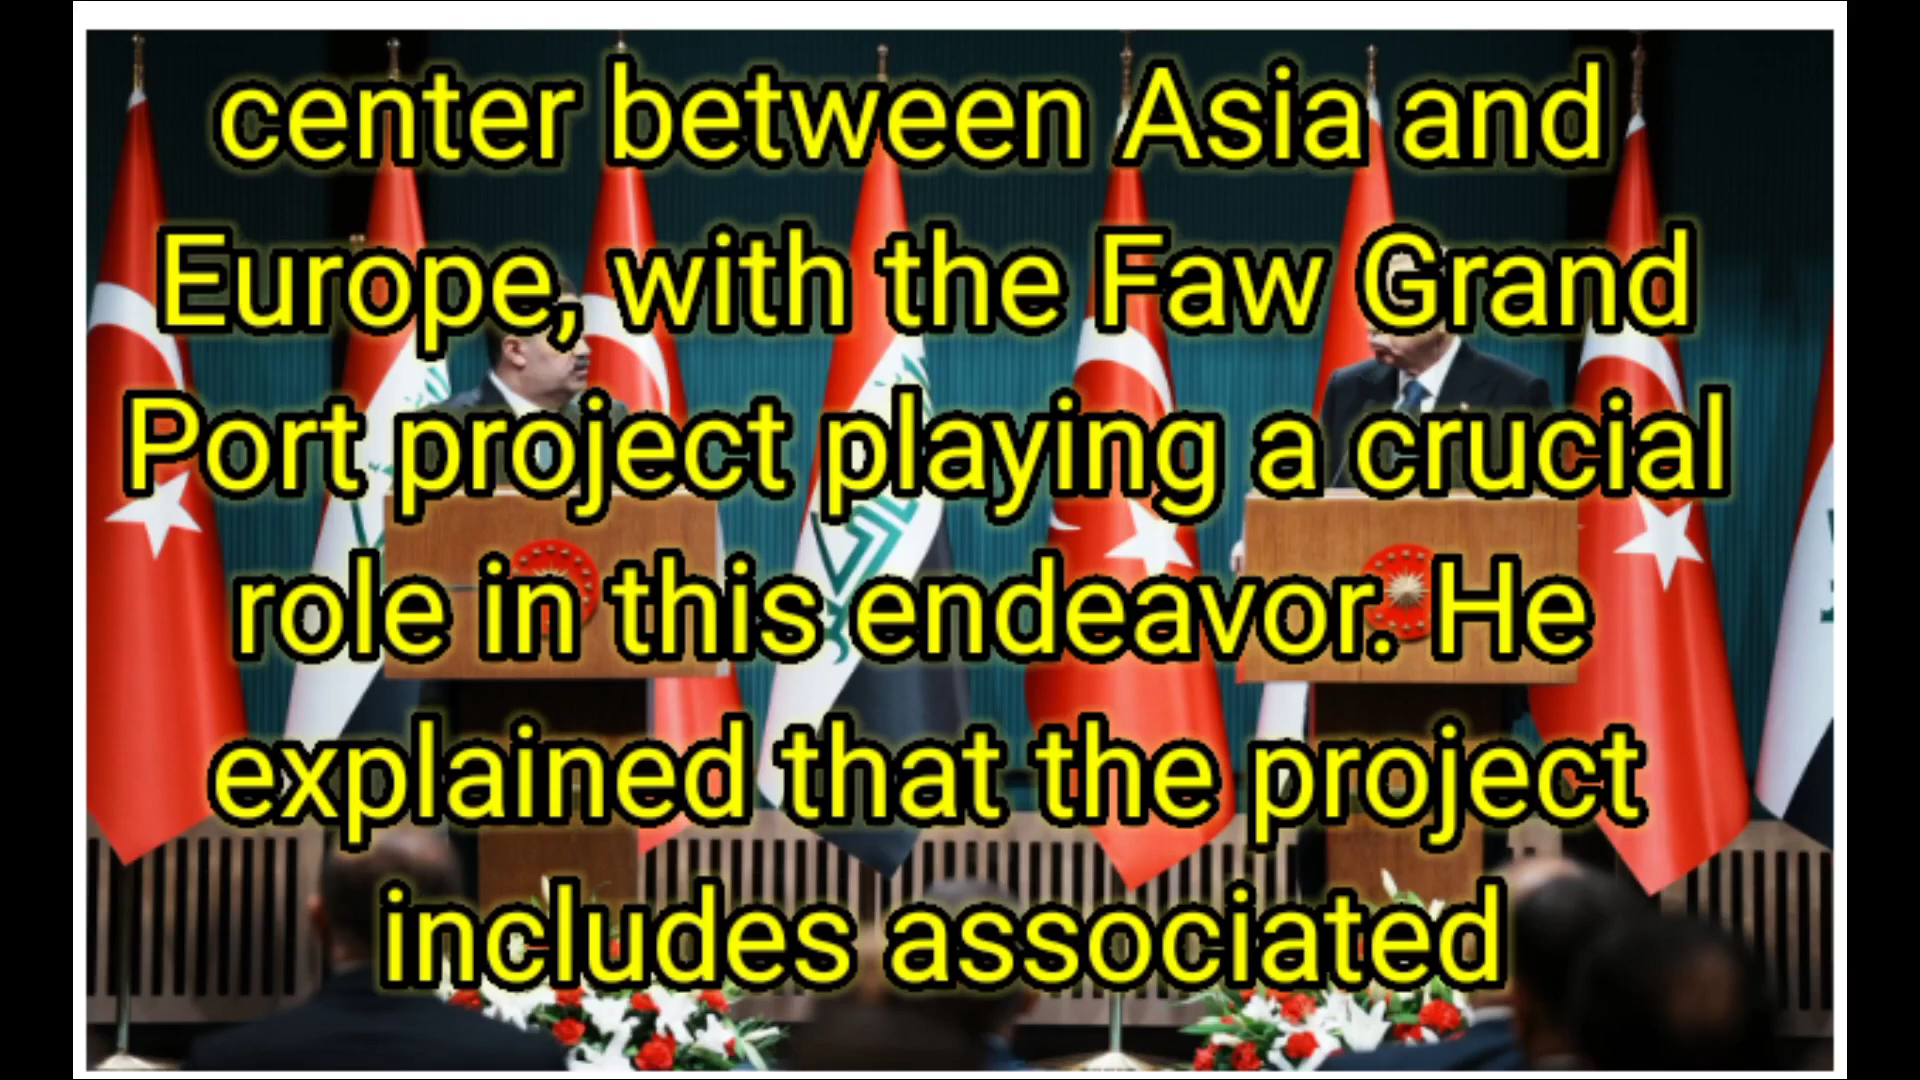 center between Asia and
Europe, with the Faw Grand
Port project playing a crucial
role in this endeavor. He
explained that the project
includes associated